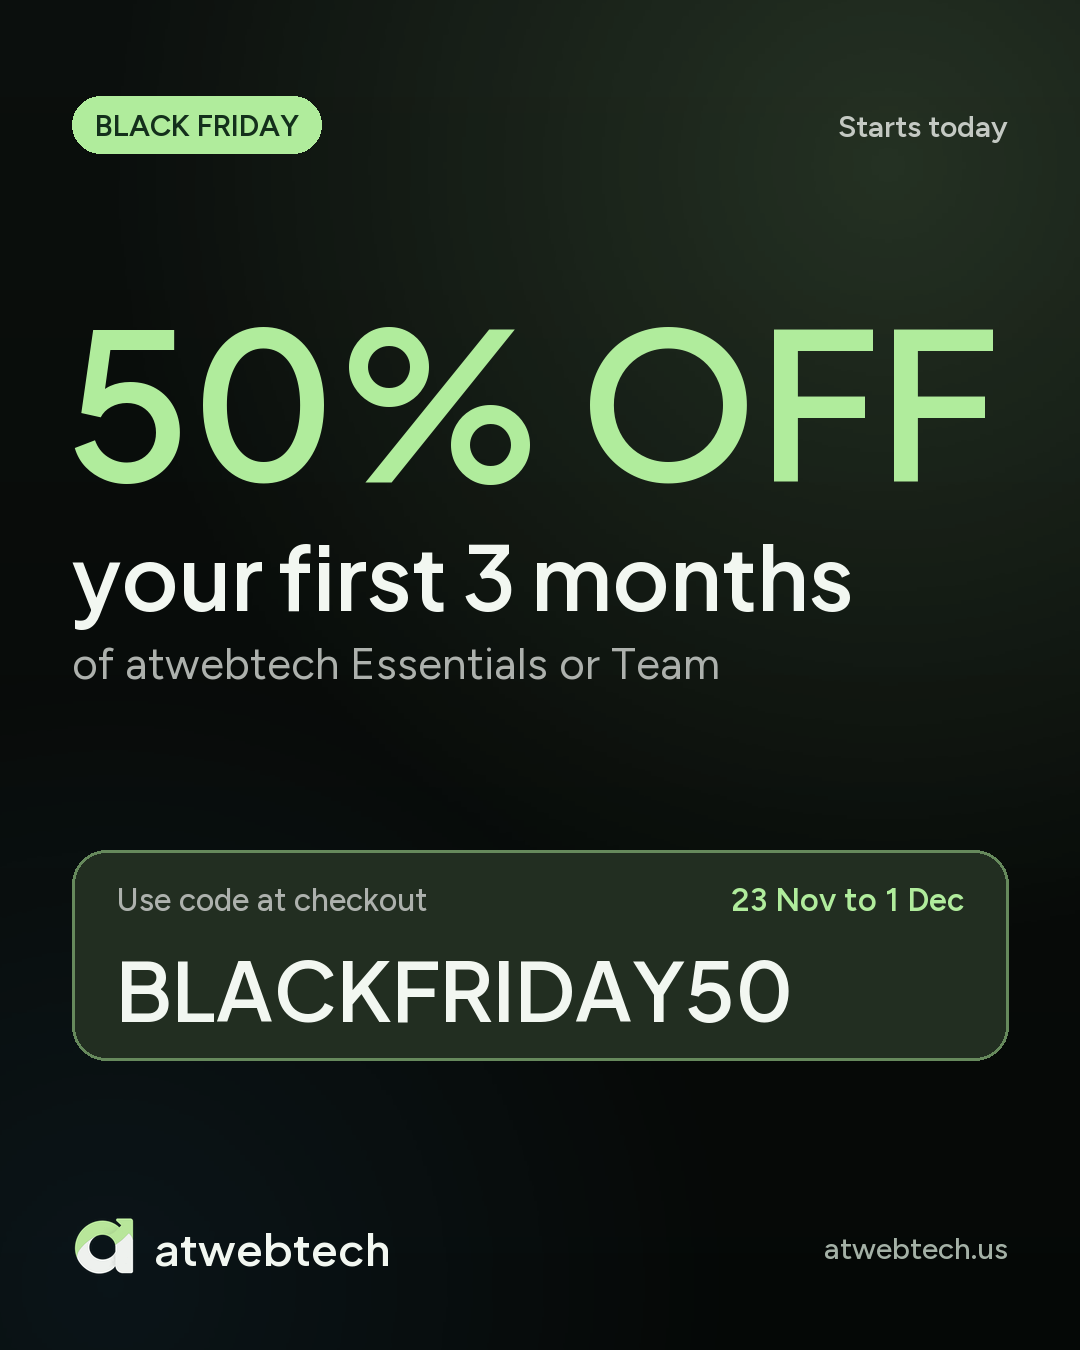 BLACK FRIDAY
Starts today
50% OFF
your first 3 months
of atwebtech Essentials or Team
Use code at checkout
23 Nov to 1 Dec
BLACKFRIDAY50
atwebtech
atwebtech.us